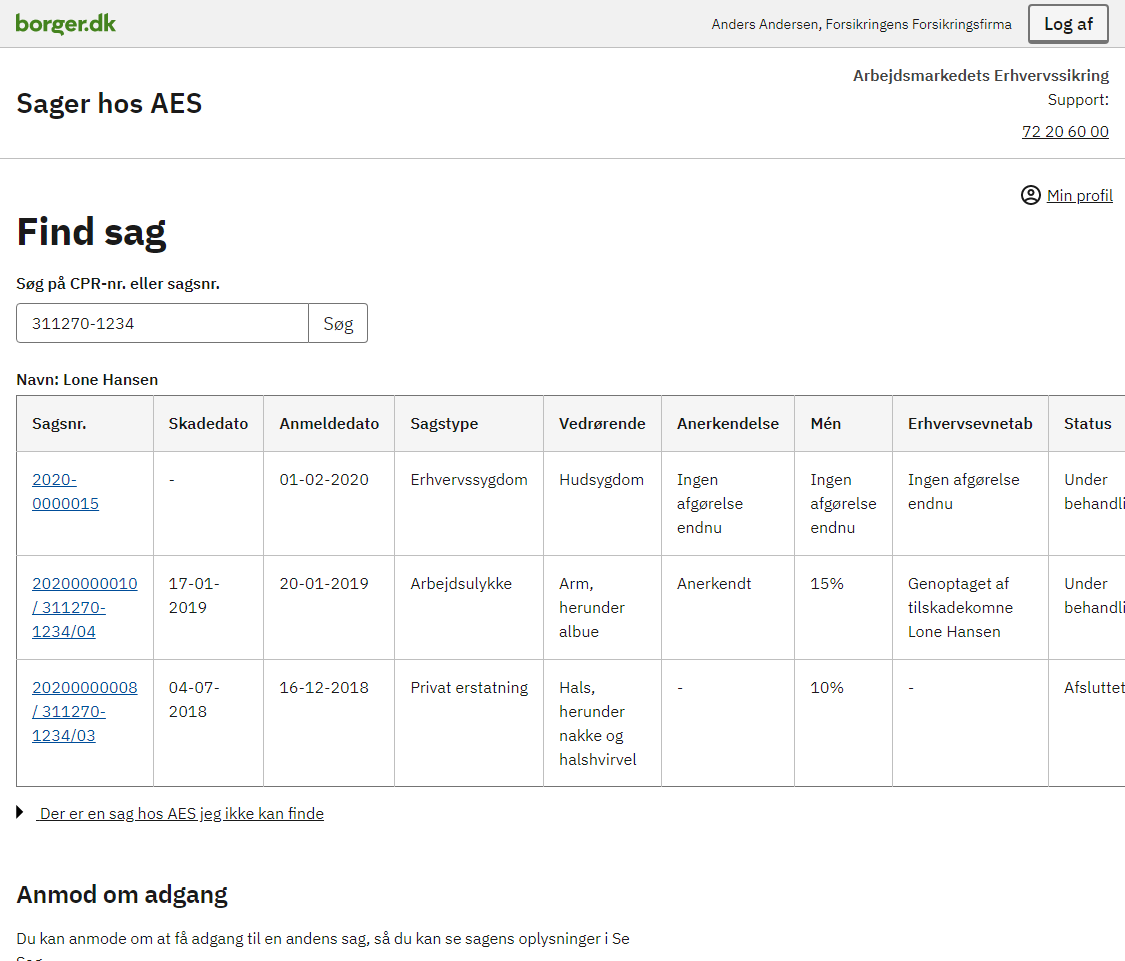 borger.dk
Anders Andersen, Forsikringens Forsikringsfirma
Log af
Sager hos AES
Arbejdsmarkedets Erhvervssikring
Support:
72 20 60 00
Min profil
Find sag
Søg på CPR-nr. eller sagsnr.
311270-1234 Søg
Navn: Lone Hansen
Sagsnr. Skadedato Anmeldedato Sagstype Vedrørende Anerkendelse Mén Erhvervsevnetab Status
2020- - 01-02-2020 Erhvervssygdom Hudsygdom Ingen Ingen Ingen afgørelse Under
0000015 afgørelse afgørelse endnu behandli
endnu endnu
20200000010 17-01- 20-01-2019 Arbejdsulykke Arm, Anerkendt 15% Genoptaget af Under
/ 311270- 2019 herunder tilskadekomne behandli
1234/04 albue Lone Hansen
20200000008 04-07- 16-12-2018 Privat erstatning Hals, - 10% - Afsluttet
/ 311270- 2018 herunder
1234/03 nakke og
halshvirvel
Der er en sag hos AES jeg ikke kan finde
Anmod om adgang
Du kan anmode om at få adgang til en andens sag, så du kan se sagens oplysninger i Se